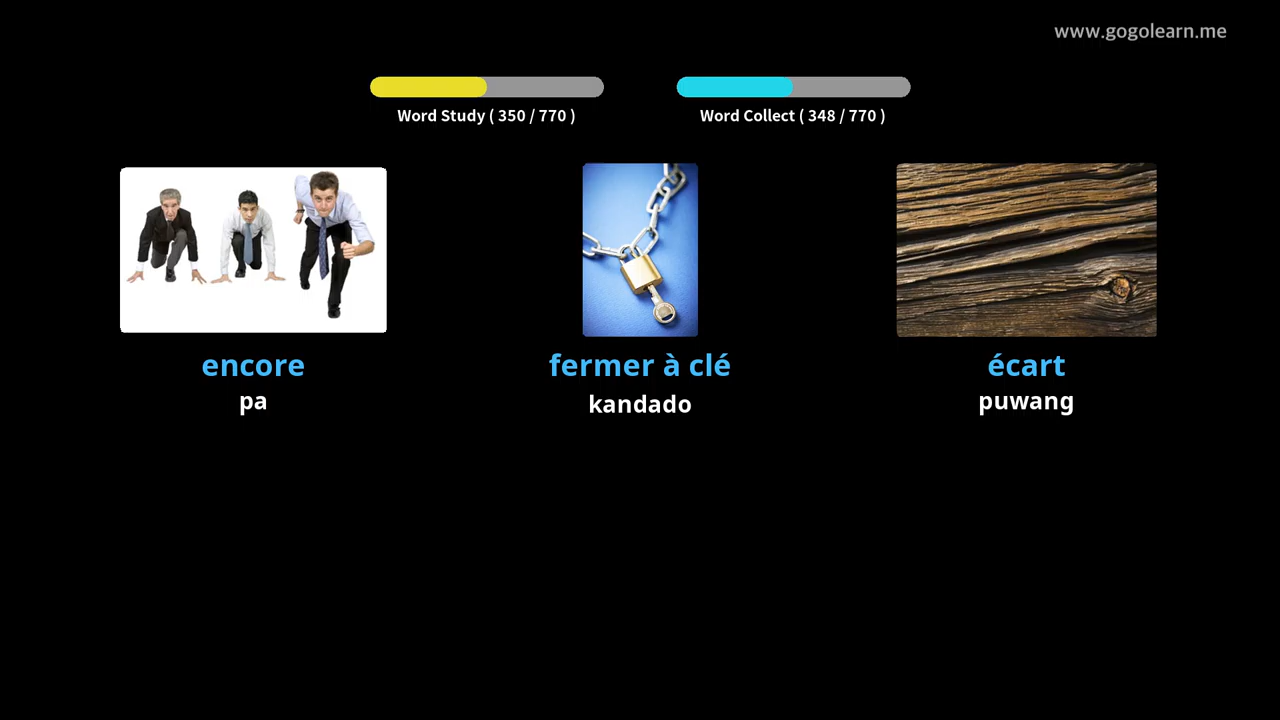 www.gogolearn.me
Word Study ( 350 / 770 )
Word Collect ( 348 / 770 )
encore
pa
fermer à clé
kandado
écart
puwang